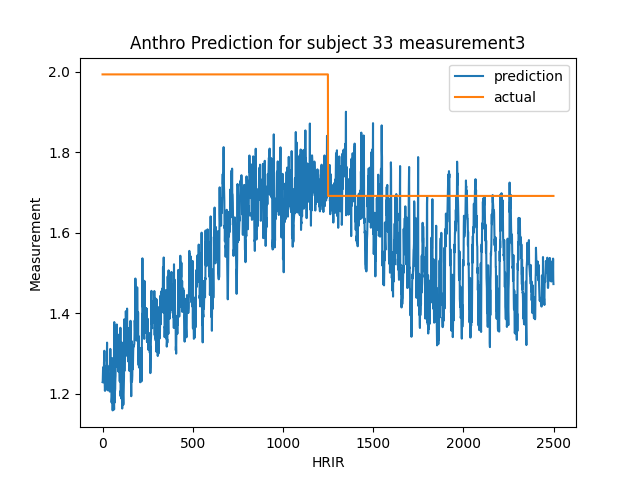 Anthro Prediction for subject 33 measurement3
prediction
actual
2.0
1.8
1.6
1.4
1.2
Measurement
0
500
1000
1500
2000
2500
HRIR